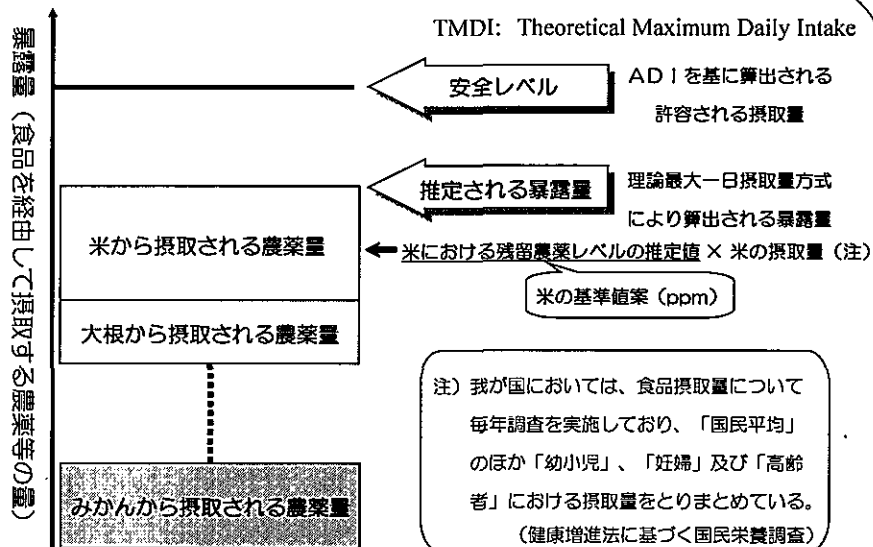 TMDI: Theoretical Maximum Daily Intake
暴露量（食品を経由して摂取する農薬等の量）
安全レベル
ADIを基に算出される
許容される摂取量
推定される暴露量
理論最大一日摂取量方式
により算出される暴露量
米から摂取される農薬量
米における残留農薬レベルの推定値 × 米の摂取量（注）
米の基準値案（ppm）
大根から摂取される農薬量
みかんから摂取される農薬量
注）我が国においては、食品摂取量について
毎年調査を実施しており、「国民平均」
のほか「幼小児」、「妊婦」及び「高齢
者」における摂取量をとりまとめている。
（健康増進法に基づく国民栄養調査）